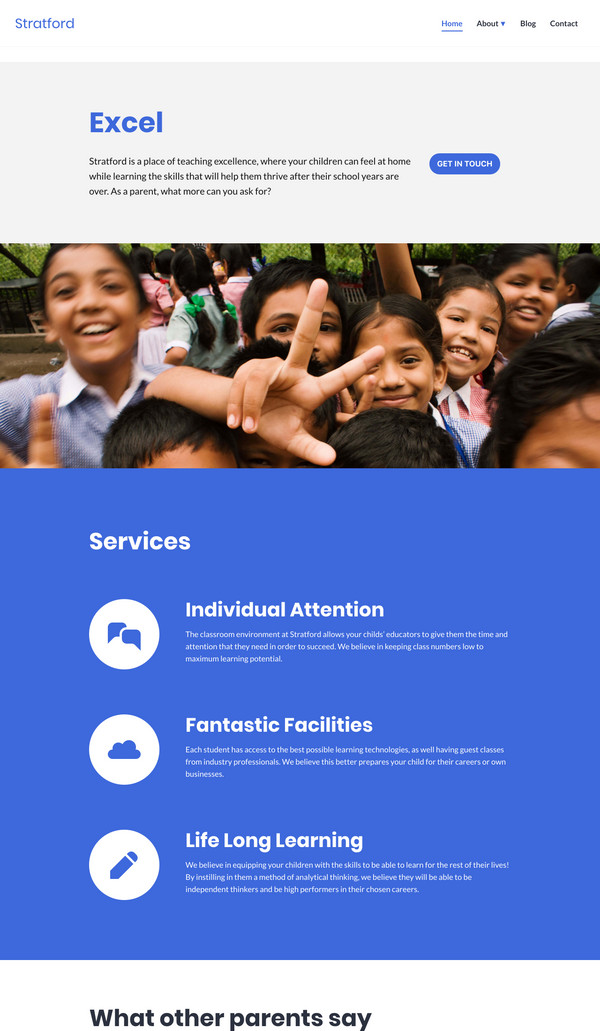 Stratford
Home About ▼ Blog Contact
Excel
Stratford is a place of teaching excellence, where your children can feel at home
while learning the skills that will help them thrive after their school years are
over. As a parent, what more can you ask for?
GET IN TOUCH
Services
Individual Attention
The classroom environment at Stratford allows your childs' educators to give them the time and
attention that they need in order to succeed. We believe in keeping class numbers low to
maximum learning potential.
Fantastic Facilities
Each student has access to the best possible learning technologies, as well having guest classes
from industry professionals. We believe this better prepares your child for their careers or own
businesses.
Life Long Learning
We believe in equipping your children with the skills to be able to learn for the rest of their lives!
By instilling in them a method of analytical thinking, we believe they will be able to be
independent thinkers and be high performers in their chosen careers.
What other parents say